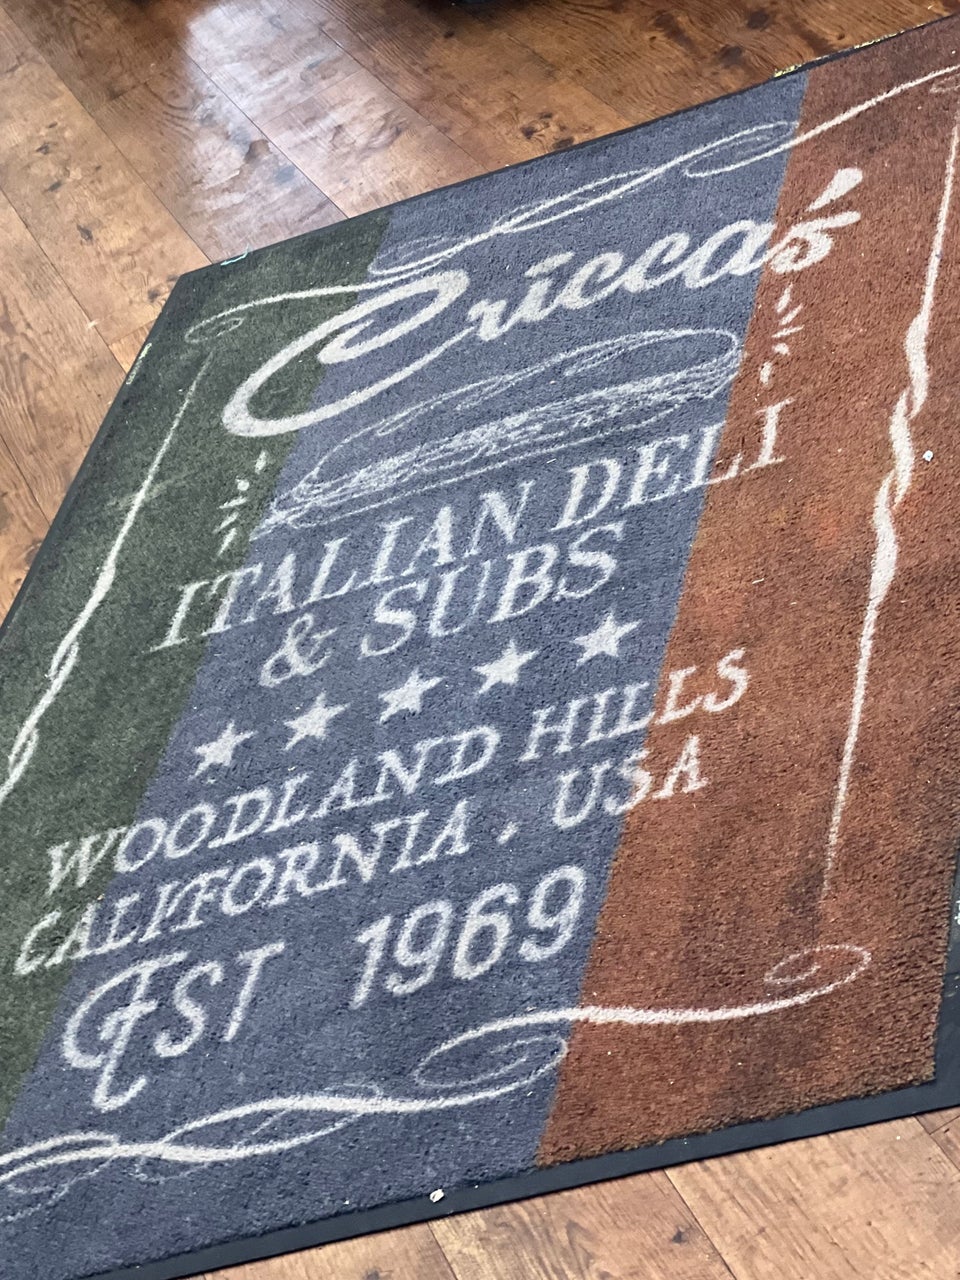 Cricca's
ITALIAN DELI
& SUBS
WOODLAND HILLS
CALIFORNIA, USA
EST 1969